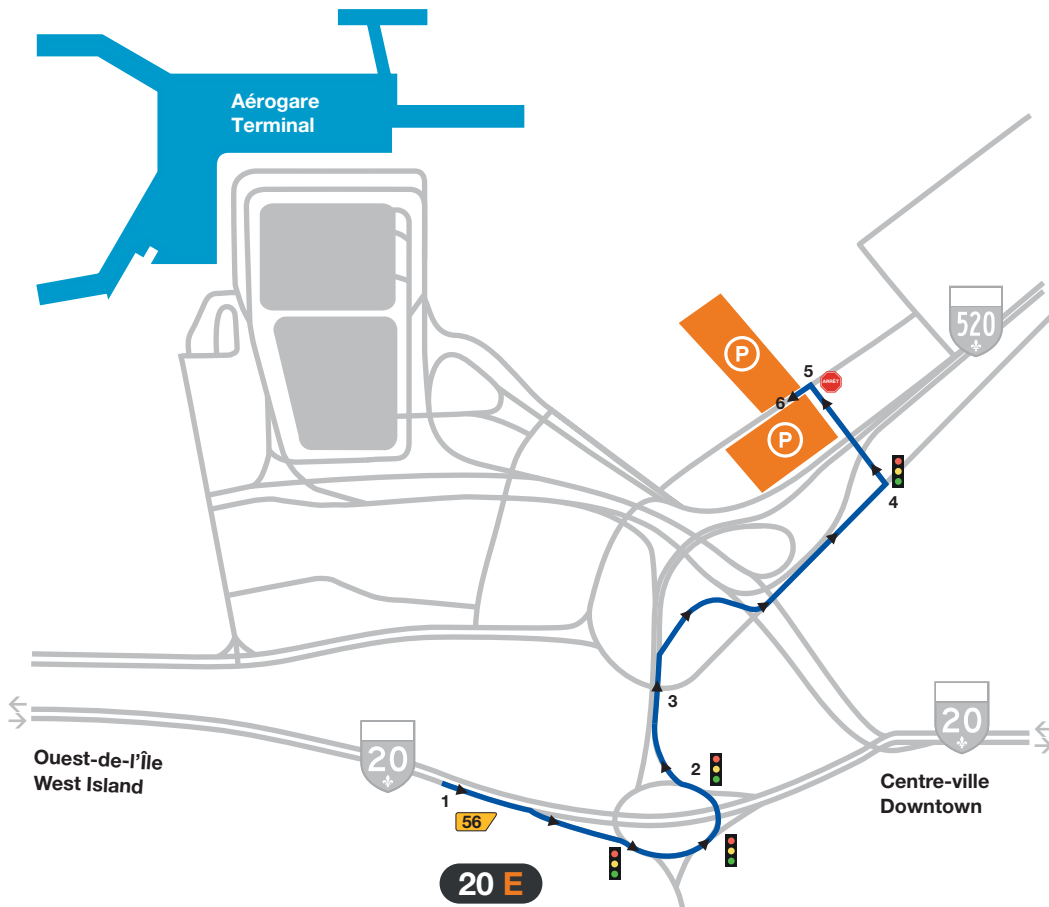 Aérogare
Terminal
520
P
5
ARRÊT
6
P
4
3
20
20
Ouest-de-l'Île
West Island
2
Centre-ville
Downtown
1
56
20 E